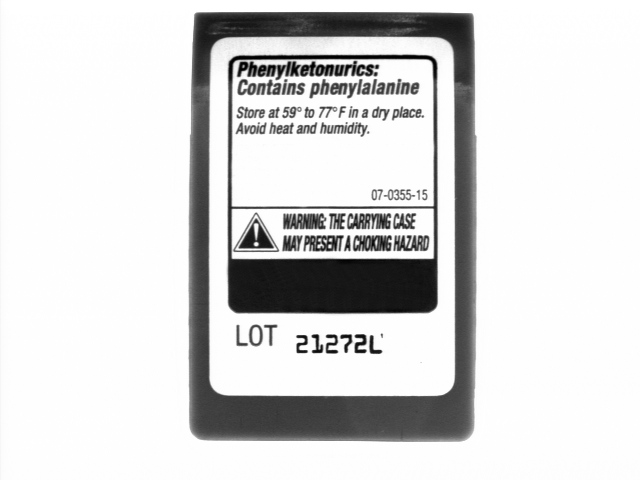 Phenylketonurics:
Contains phenylalanine
Store at 59° to 77°F in a dry place.
Avoid heat and humidity.
07-0355-15
WARNING: THE CARRYING CASE
MAY PRESENT A CHOKING HAZARD
LOT 21272L